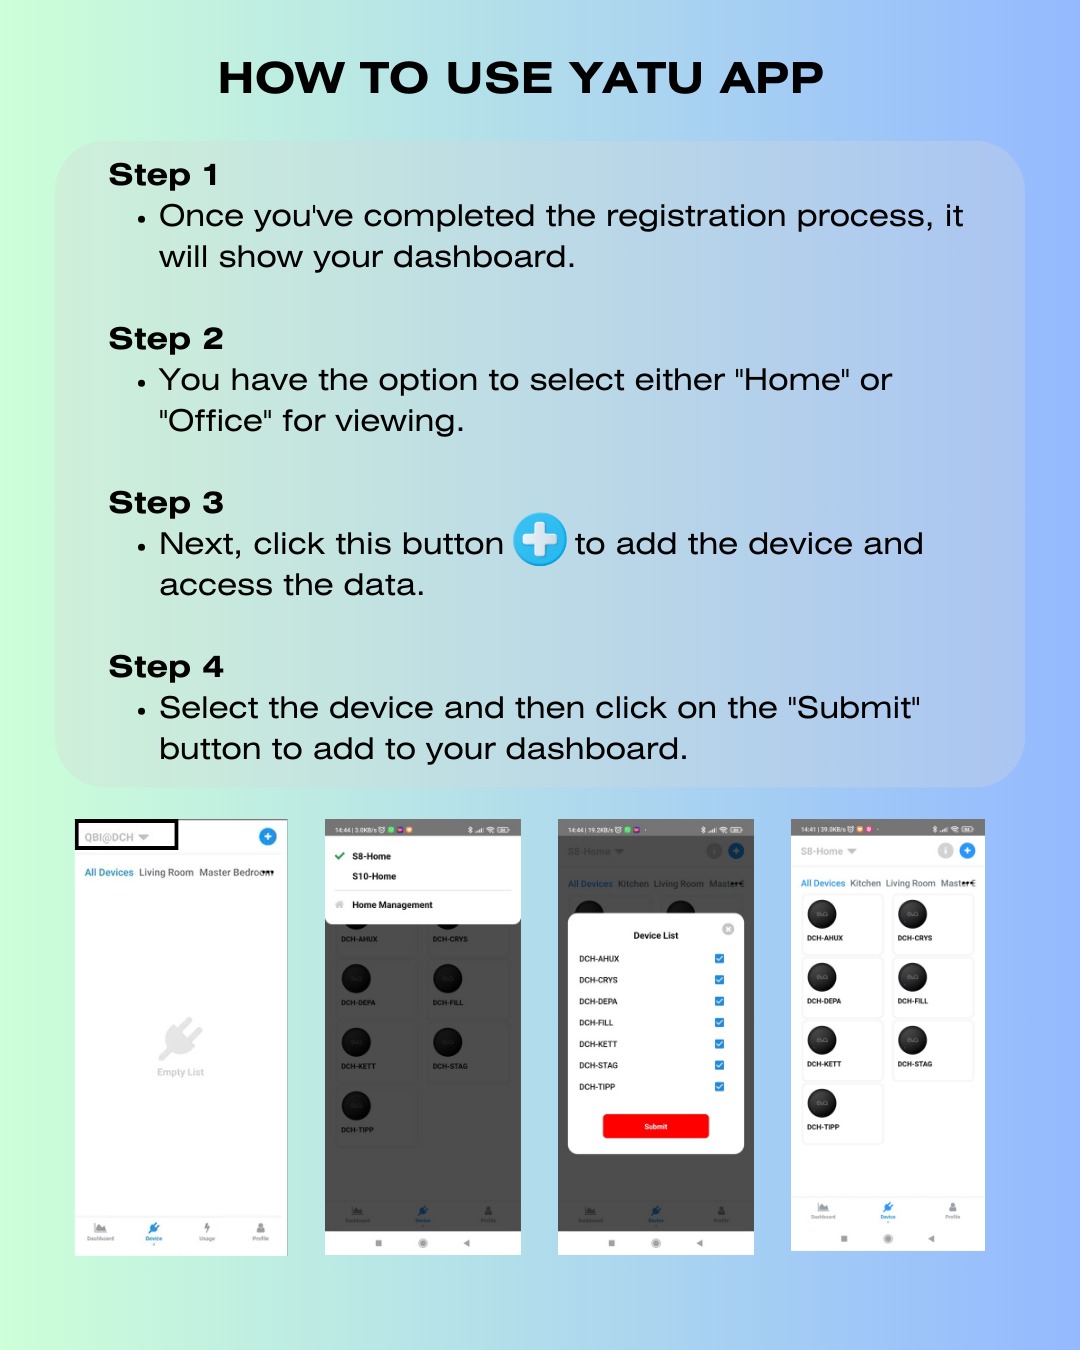 HOW TO USE YATU APP
Step 1
• Once you've completed the registration process, it
will show your dashboard.
Step 2
• You have the option to select either "Home" or
"Office" for viewing.
Step 3
• Next, click this button to add the device and
access the data.
Step 4
• Select the device and then click on the "Submit"
button to add to your dashboard.
QBI@DCH
All Devices Living Room Master Bedroom
Empty List
Dashboard Device Usage Profile
14:44 | 3.0KB/s
S8-Home
S10-Home
Home Management
DCH-AHUX DCH-CRYS
DCH-DEPA DCH-FILL
DCH-KETT DCH-STAG
DCH-TIPP
Dashboard Device Profile
14:44 | 19.2KB/s
S8-Home
All Devices Kitchen Living Room
Device List
DCH-AHUX
DCH-CRYS
DCH-DEPA
DCH-FILL
DCH-KETT
DCH-STAG
DCH-TIPP
Submit
Dashboard Device Profile
14:41 | 39.0KB/s
S8-Home
All Devices Kitchen Living Room
DCH-AHUX DCH-CRYS
DCH-DEPA DCH-FILL
DCH-KETT DCH-STAG
DCH-TIPP
Dashboard Device Profile